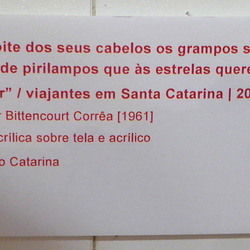 oite dos seus cabelos os grampos s
de pirilampos que às estrelas quere
r” / viajantes em Santa Catarina | 20
r Bittencourt Corrêa [1961]
crílica sobre tela e acrílico
o Catarina